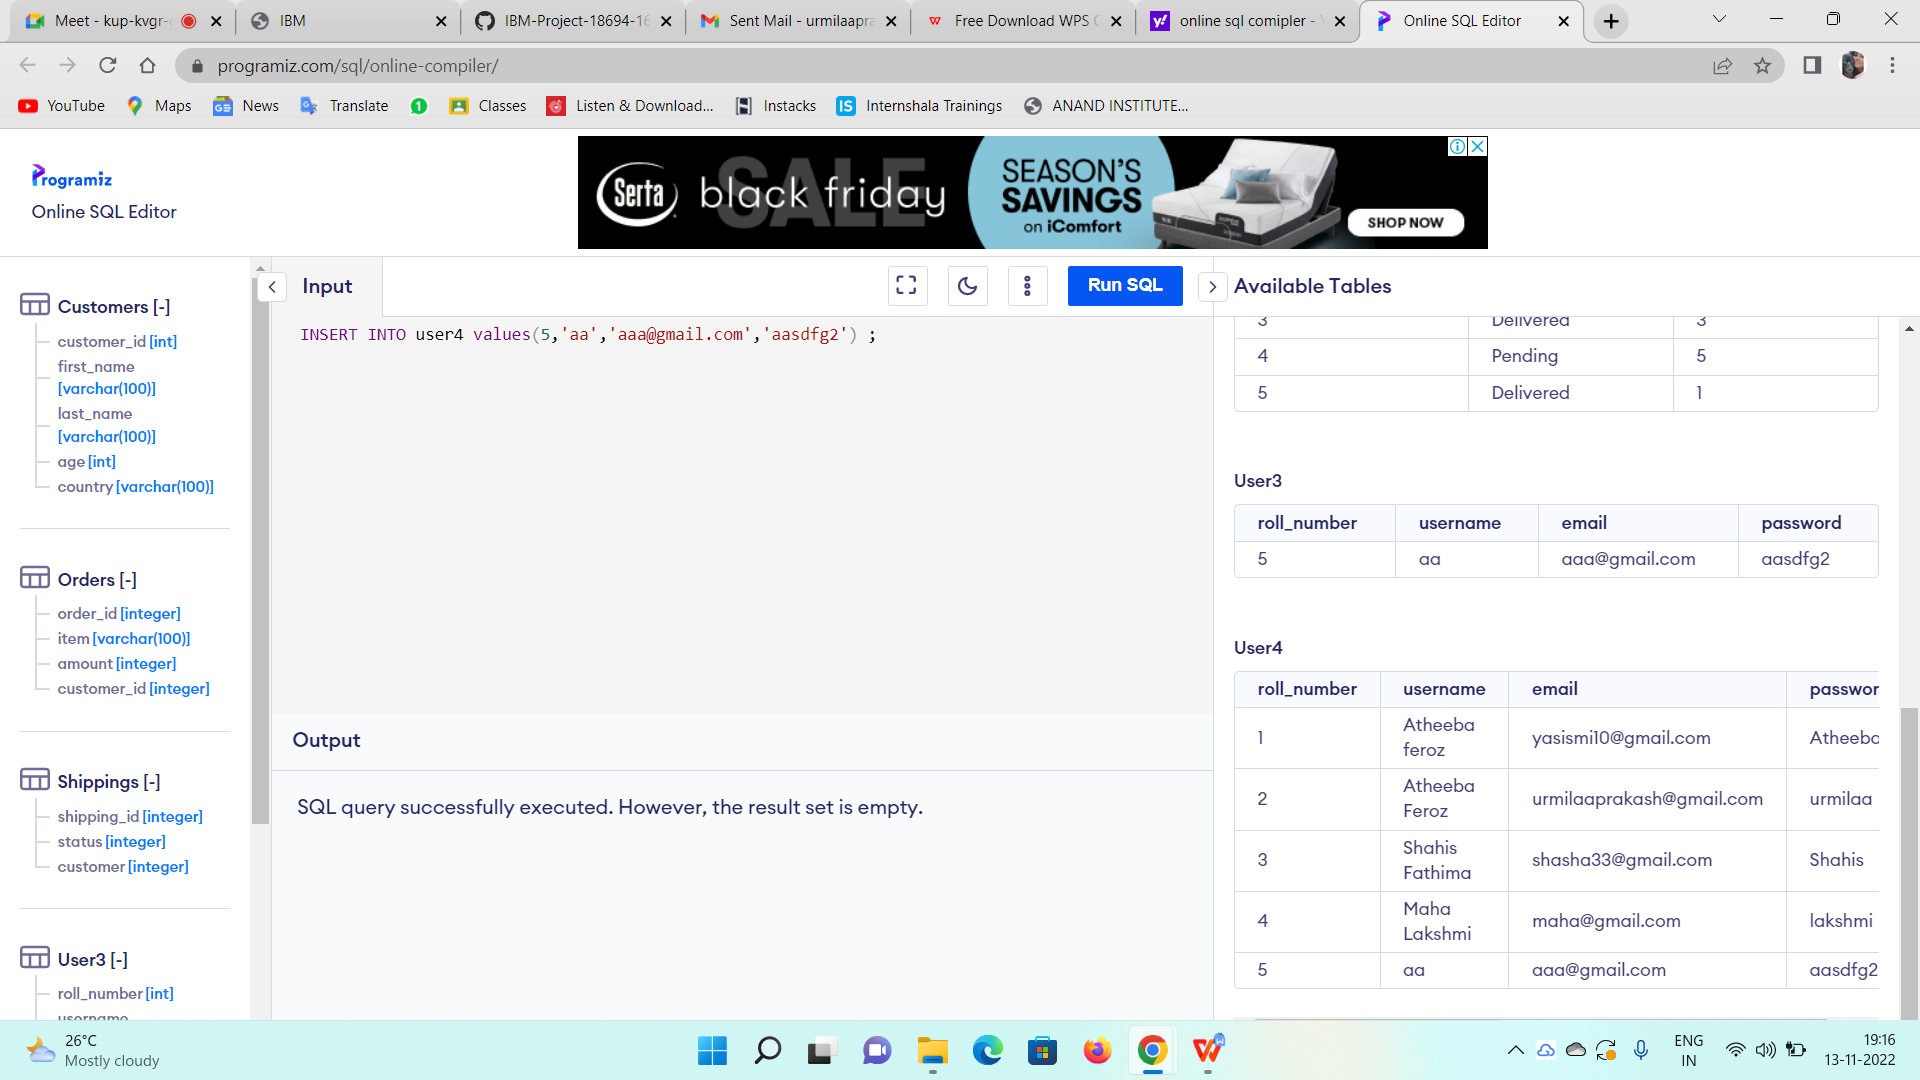 Meet - kup-kvgr-
IBM
IBM-Project-18694-16
Sent Mail - urmilaapra
Free Download WPS O
online sql comipler - Y
Online SQL Editor
programiz.com/sql/online-compiler/
YouTube
Maps
News
Translate
1
Classes
Listen & Download...
Instacks
IS Internshala Trainings
ANAND INSTITUTE...
Programiz
Online SQL Editor
SALE
Serta
black friday
SEASON'S
SAVINGS
on iComfort
SHOP NOW
Customers [-]
customer_id [int]
first_name
[varchar(100)]
last_name
[varchar(100)]
age [int]
country [varchar(100)]
Orders [-]
order_id [integer]
item [varchar(100)]
amount [integer]
customer_id [integer]
Shippings [-]
shipping_id [integer]
status [integer]
customer [integer]
User3 [-]
roll_number [int]
username
Input
Run SQL
INSERT INTO user4 values(5,'aa','aaa@gmail.com','aasdfg2') ;
Output
SQL query successfully executed. However, the result set is empty.
Available Tables
3 Delivered 3
4 Pending 5
5 Delivered 1
User3
roll_number username email password
5 aa aaa@gmail.com aasdfg2
User4
roll_number username email passwor
1 Atheeba feroz yasismi10@gmail.com Atheeba
2 Atheeba Feroz urmilaaprakash@gmail.com urmilaa
3 Shahis Fathima shasha33@gmail.com Shahis
4 Maha Lakshmi maha@gmail.com lakshmi
5 aa aaa@gmail.com aasdfg2
26°C
Mostly cloudy
ENG
IN
19:16
13-11-2022